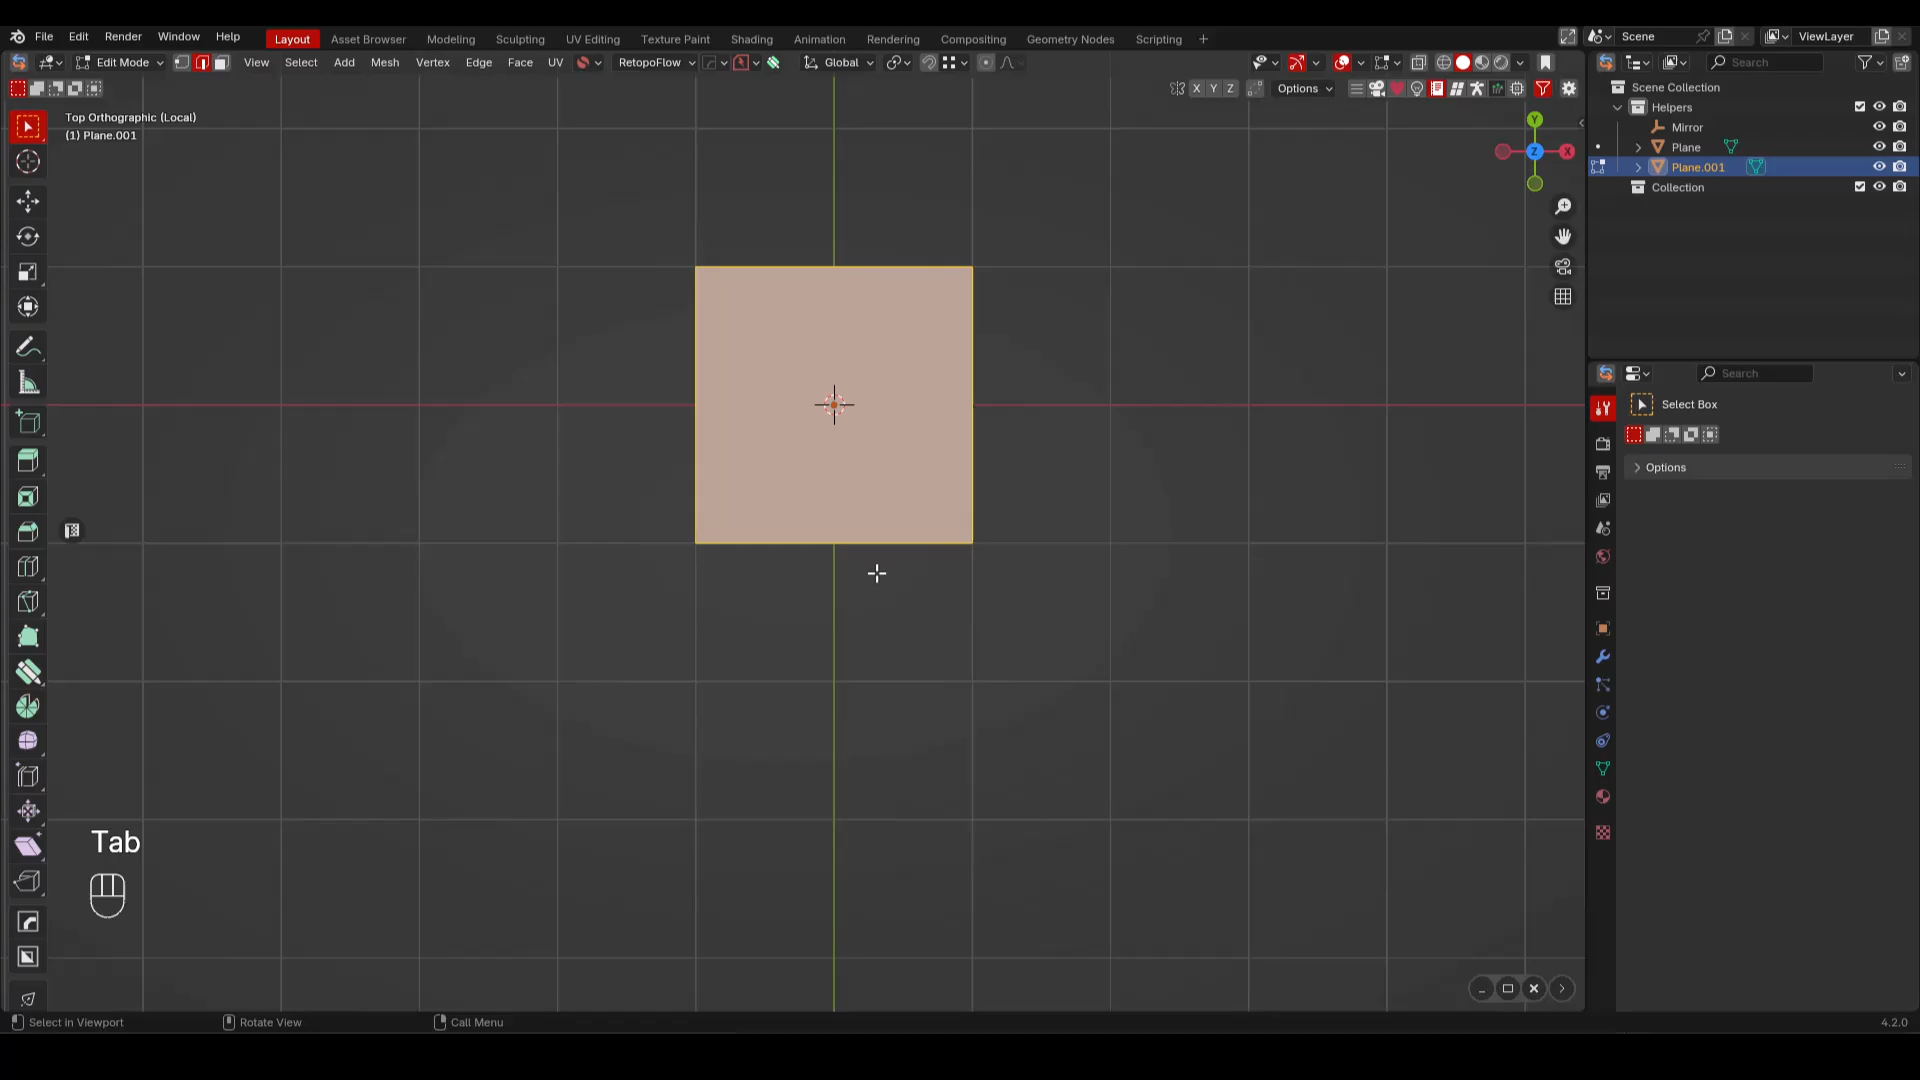 File Edit Render Window Help Layout Asset Browser Modeling Sculpting UV Editing Texture Paint Shading Animation Rendering Compositing Geometry Nodes Scripting + Scene ViewLayer
Edit Mode View Select Add Mesh Vertex Edge Face UV RetopoFlow Global Search
X Y Z Options
Scene Collection
Helpers
Mirror
Plane
Plane.001
Collection
Top Orthographic (Local)
(1) Plane.001
Y
Z X
Search
Select Box
Options
Tab
Select in Viewport Rotate View Call Menu 4.2.0